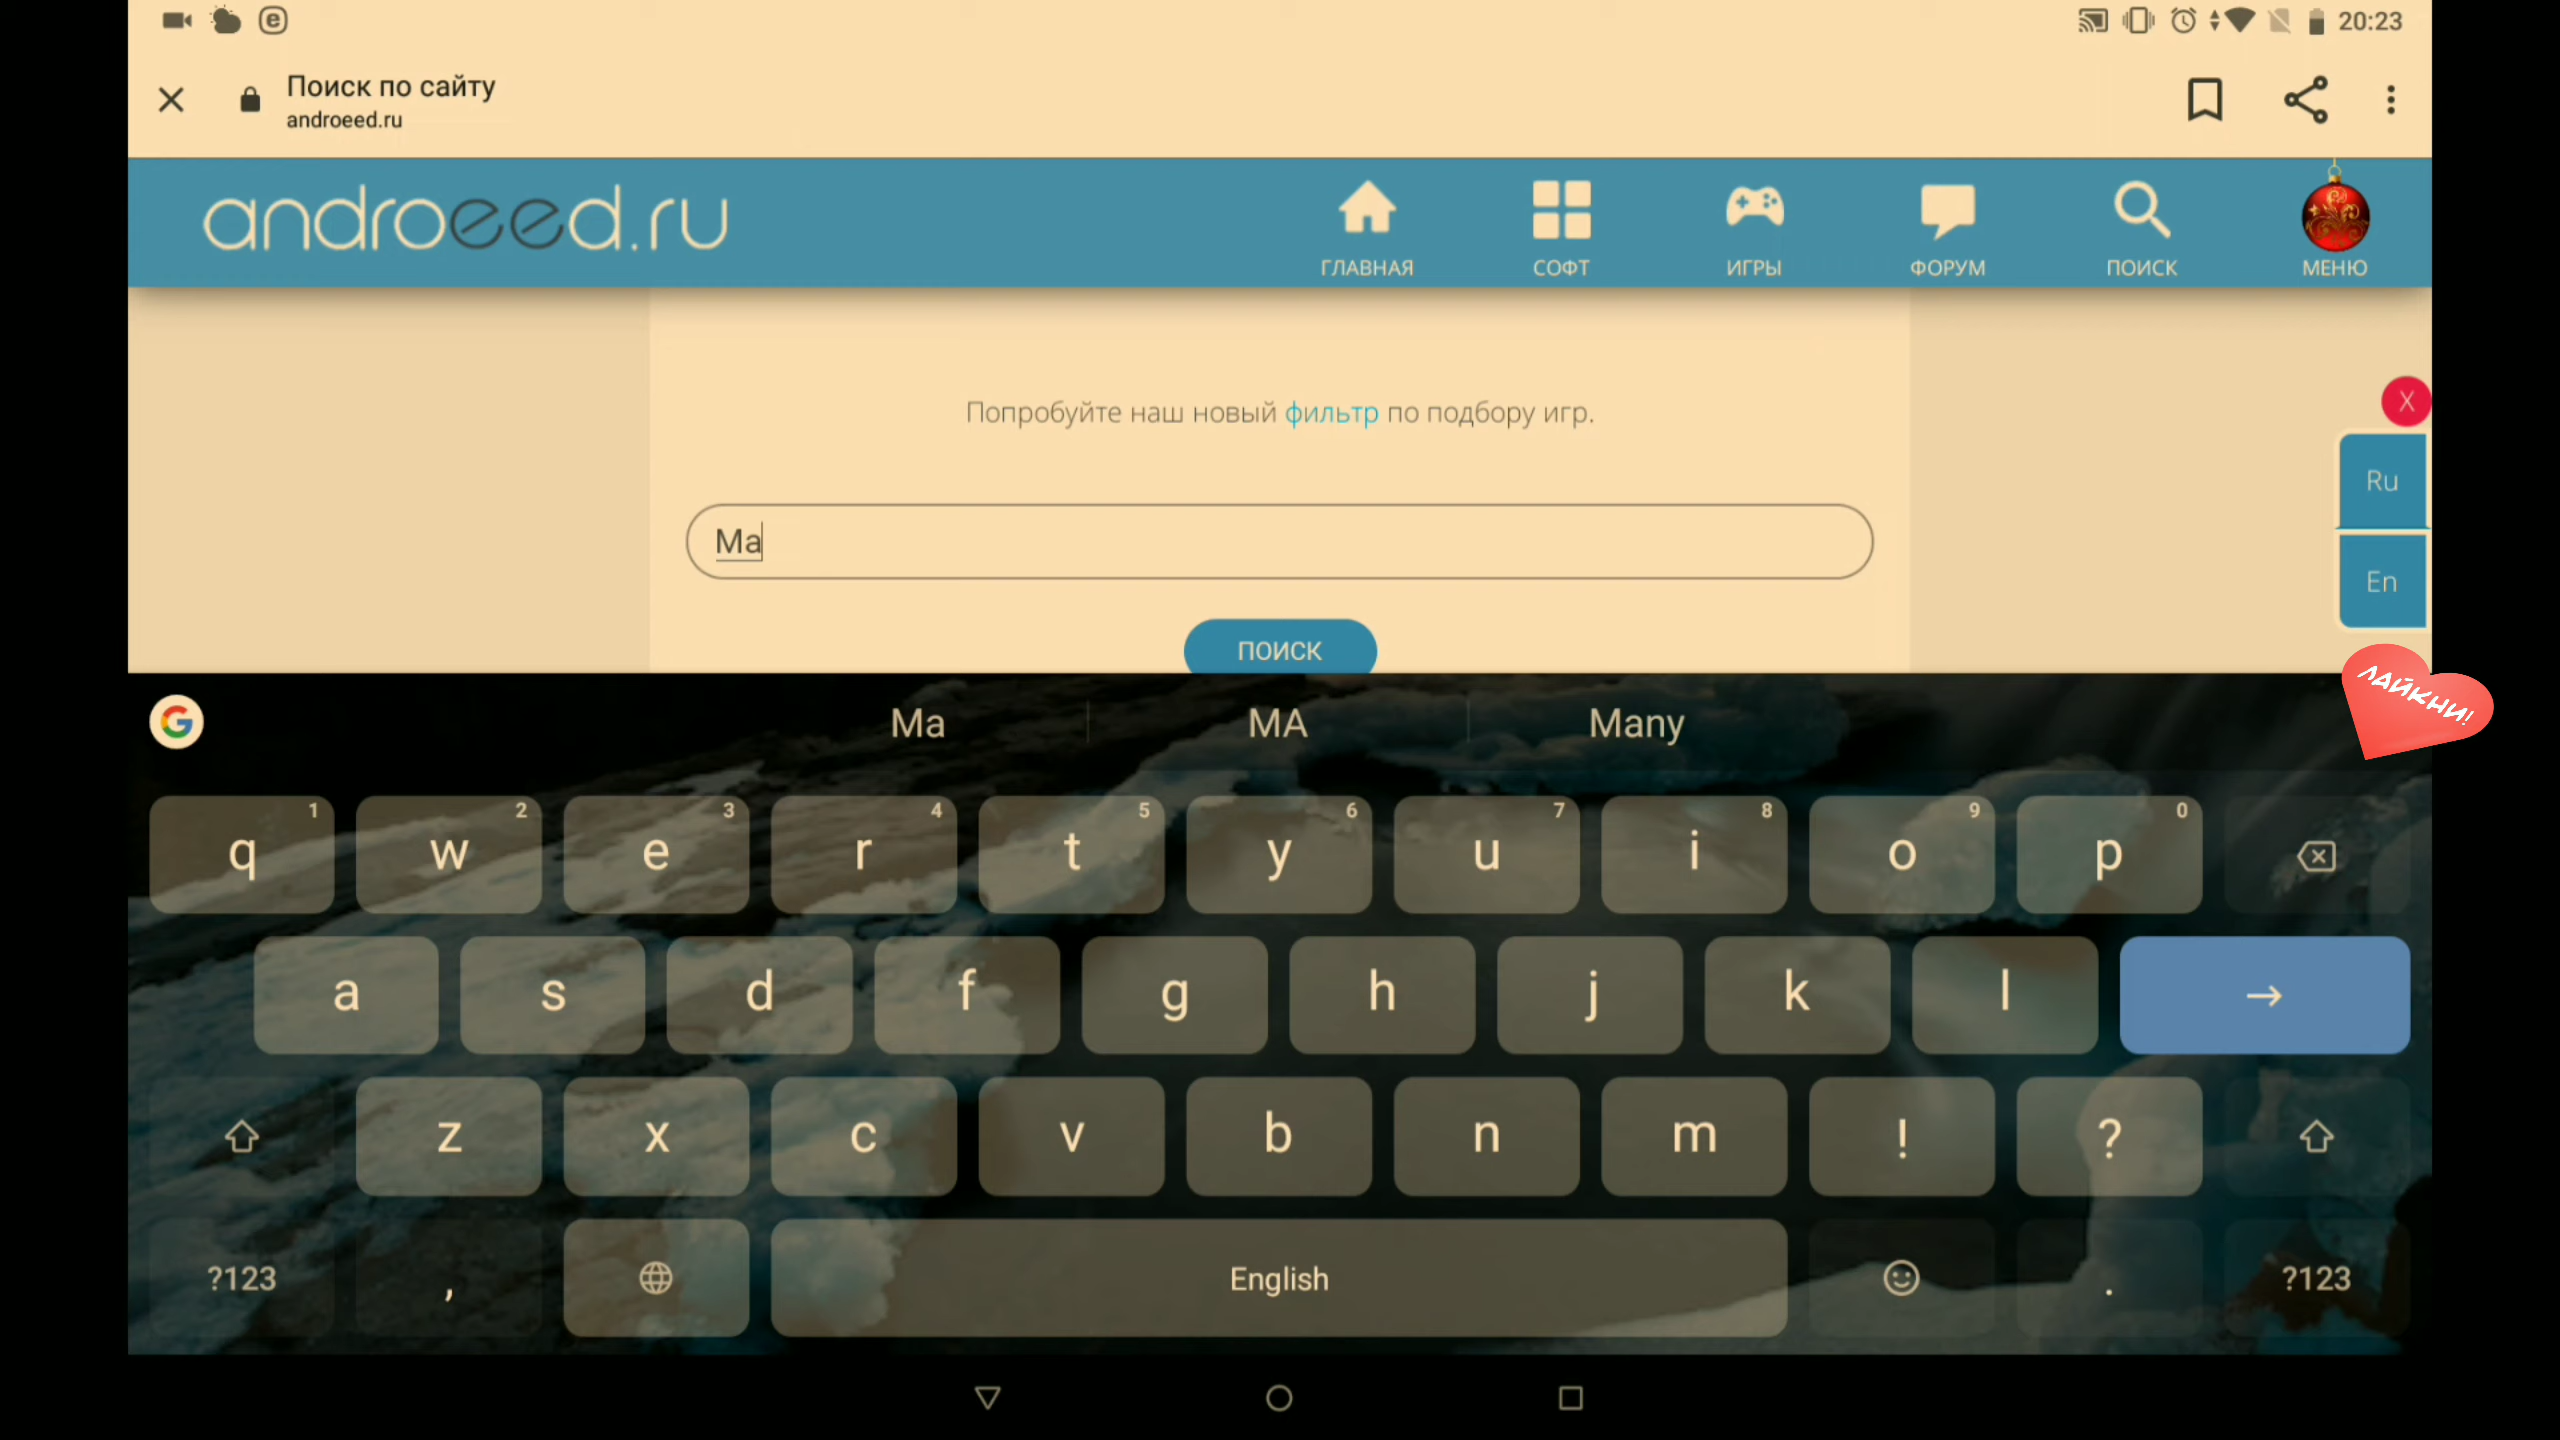 20:23
Поиск по сайту
androeed.ru
androeed.ru
ГЛАВНАЯ
СОФТ
ИГРЫ
ФОРУМ
ПОИСК
МЕНЮ
Попробуйте наш новый фильтр по подбору игр.
X
Ru
Ma
En
ПОИСК
ЛАЙКНИ!
Ma MA Many
q 1 w 2 e 3 r 4 t 5 y 6 u 7 i 8 o 9 p 0
a s d f g h j k l →
z x c v b n m ! ?
?123 , English . ?123